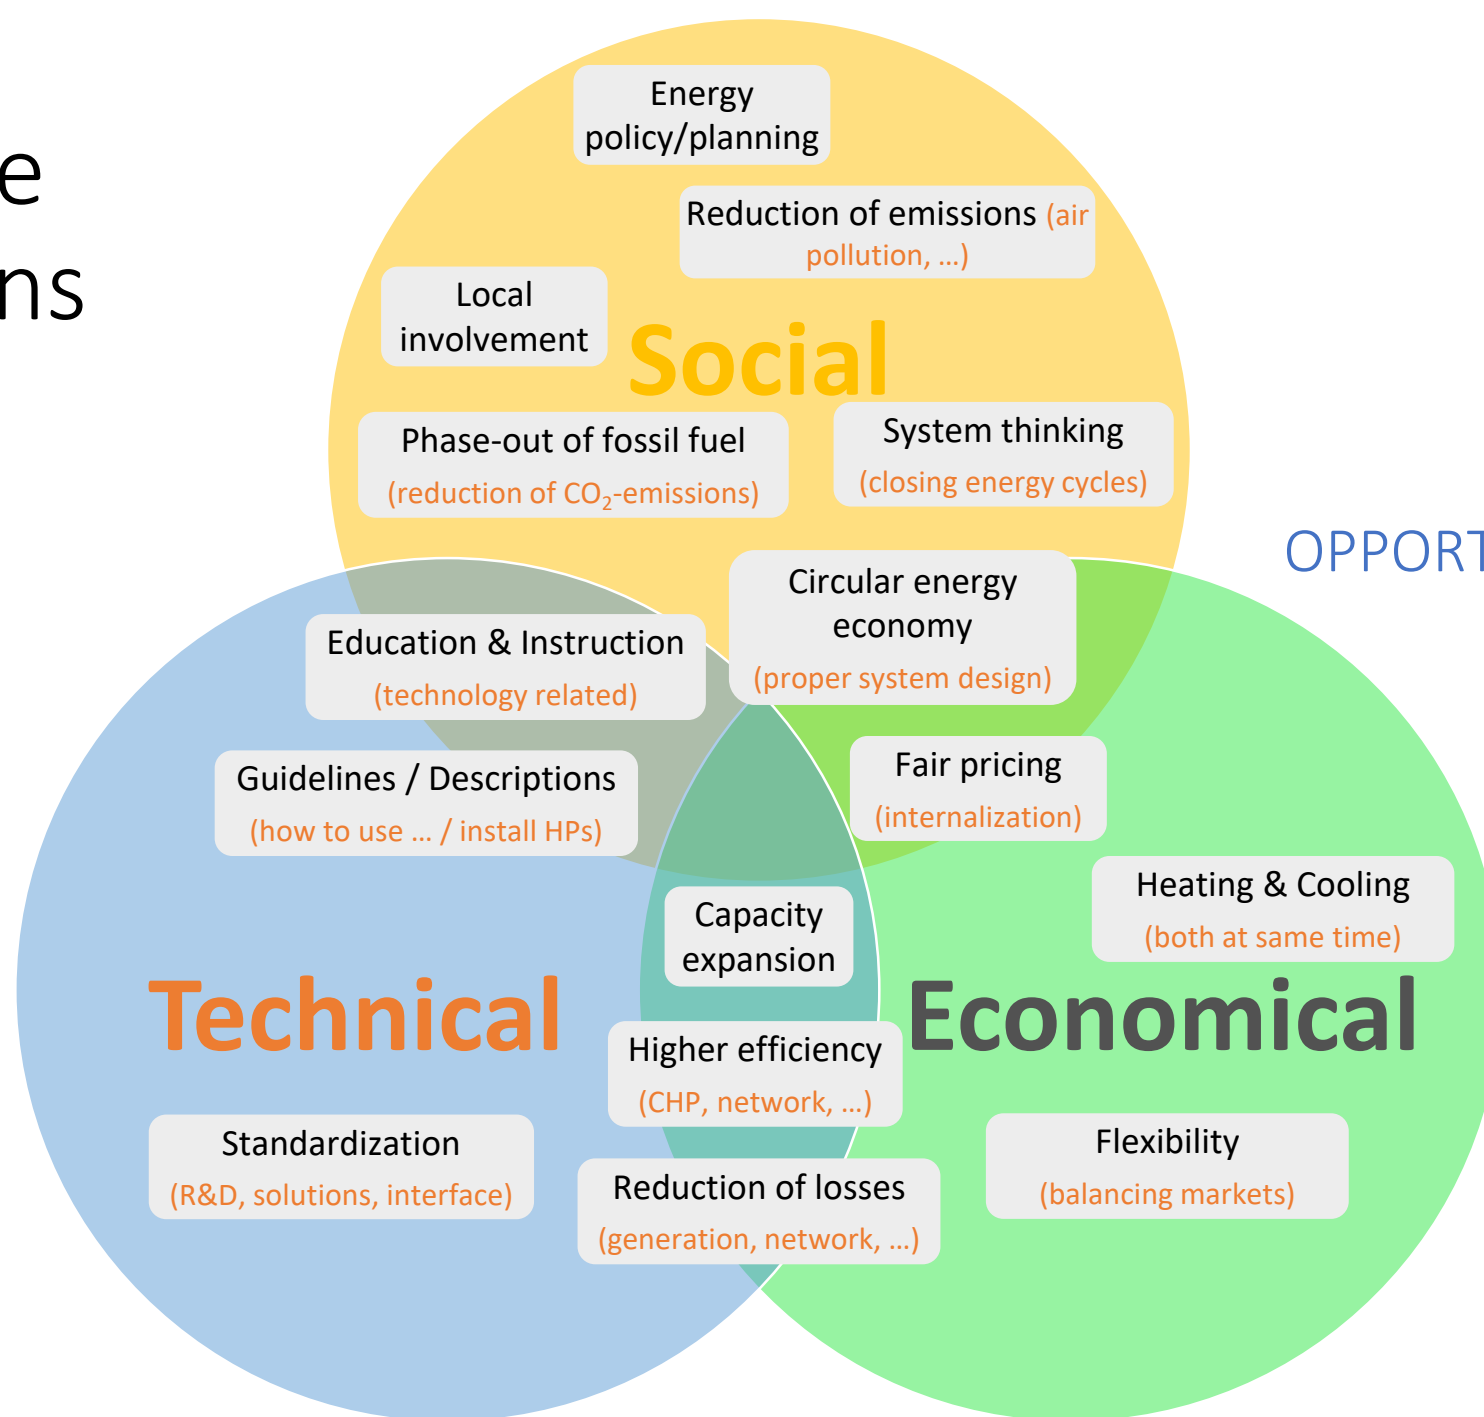 e
ns
Energy
policy/planning
Reduction of emissions (air
pollution, …)
Local
involvement
Social
Phase-out of fossil fuel
(reduction of CO₂-emissions)
System thinking
(closing energy cycles)
OPPORT
Circular energy
economy
(proper system design)
Education & Instruction
(technology related)
Guidelines / Descriptions
(how to use … / install HPs)
Fair pricing
(internalization)
Heating & Cooling
(both at same time)
Capacity
expansion
Technical
Economical
Higher efficiency
(CHP, network, …)
Standardization
(R&D, solutions, interface)
Flexibility
(balancing markets)
Reduction of losses
(generation, network, …)